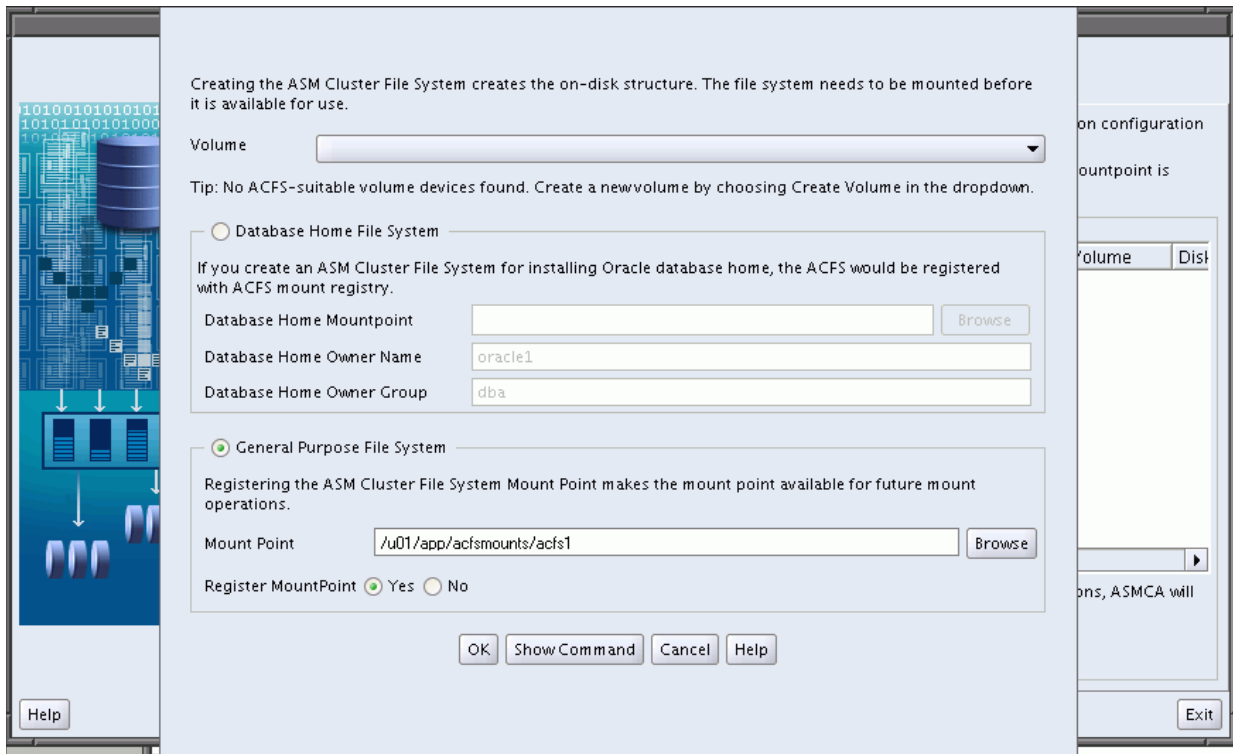 Creating the ASM Cluster File System creates the on-disk structure. The file system needs to be mounted before
it is available for use.
Volume
Tip: No ACFS-suitable volume devices found. Create a new volume by choosing Create Volume in the dropdown.
Database Home File System
If you create an ASM Cluster File System for installing Oracle database home, the ACFS would be registered
with ACFS mount registry.
Database Home Mountpoint
Browse
Database Home Owner Name
oracle1
Database Home Owner Group
dba
General Purpose File System
Registering the ASM Cluster File System Mount Point makes the mount point available for future mount
operations.
Mount Point
/u01/app/acfsmounts/acfs1
Browse
Register MountPoint Yes No
OK Show Command Cancel Help
on configuration
ountpoint is
olume
Disk
ons, ASMCA will
Help
Exit